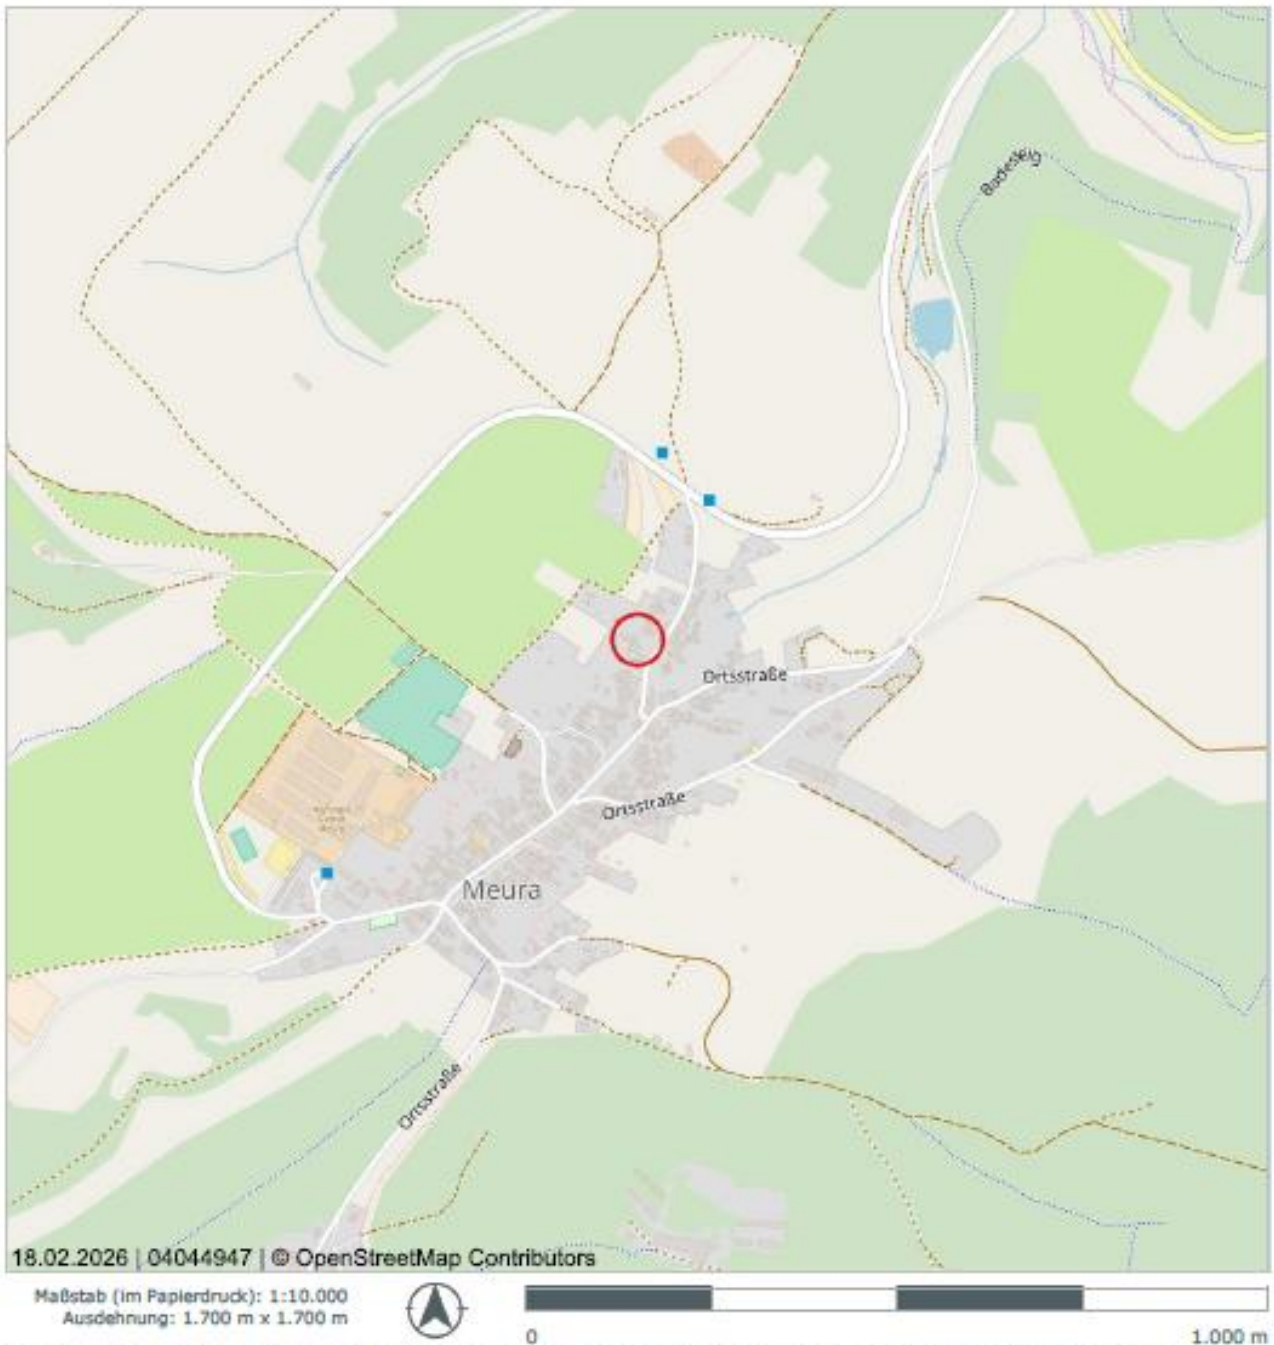 Badesteig
Ortsstraße
Ortsstraße
Meura
Ortsstraße
18.02.2026 | 04044947 | © OpenStreetMap Contributors
Maßstab (im Papierdruck): 1:10.000
Ausdehnung: 1.700 m x 1.700 m
0
1.000 m